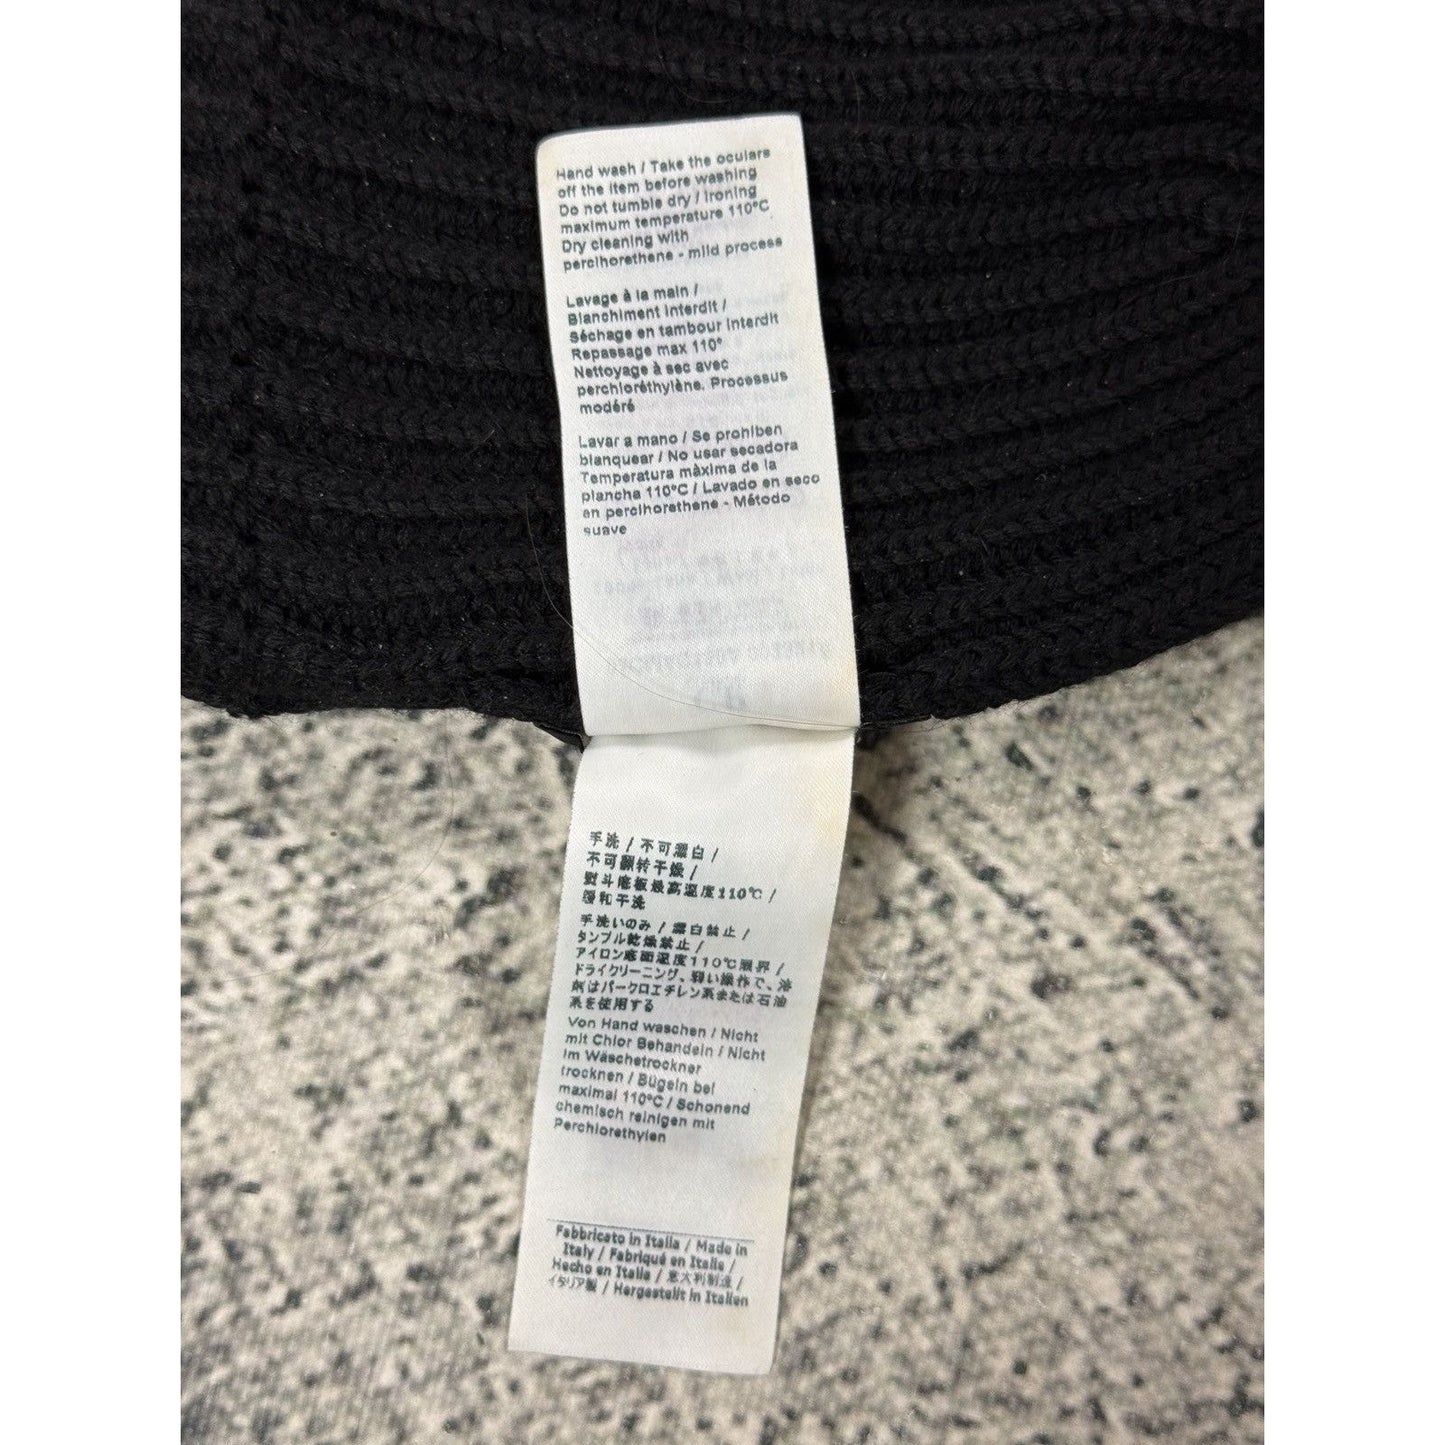 Hand wash / Take the oculars
off the item before washing
Do not tumble dry / Ironing
maximum temperature 110°C
Dry cleaning with
perclhorethene - mild process
Lavage à la main /
Blanchiment interdit /
Séchage en tambour interdit
Repassage max 110°
Nettoyage à sec avec
perchloréthylène. Processus
modéré
Lavar a mano / Se prohiben
blanquear / No usar secadora
Temperatura màxima de la
plancha 110°C / Lavado en seco
en perclhorethene - Método
suave
手洗 / 不可漂白 /
不可翻转干燥 /
熨斗底板最高温度110℃ /
缓和干洗
手洗いのみ / 漂白禁止 /
タンブル乾燥禁止 /
アイロン底面温度110℃限界 /
ドライクリーニング、弱い操作で、溶
剤はパークロエチレン系または石油
系を使用する
Von Hand waschen / Nicht
mit Chlor Behandeln / Nicht
im Wäschetrockner
trocknen / Bügeln bei
maximal 110°C / Schonend
chemisch reinigen mit
Perchlorethylen
Fabbricato in Italia / Made in
Italy / Fabriqué en Italie /
Hecho en Italia / 意大利制造 /
イタリア製 / Hergestellt in Italien